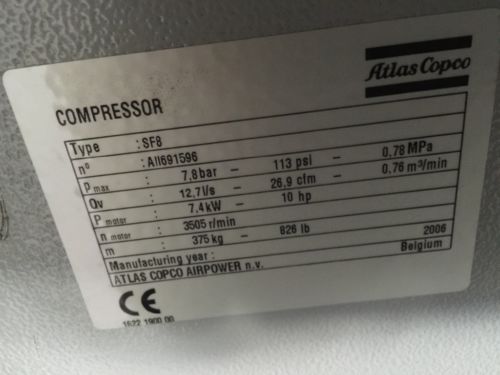 Atlas Copco
COMPRESSOR
Type : SF8
n° : AII691596
P max : 7.8bar – 113 psi – 0,78 MPa
Qv : 12,7l/s – 26,9 cfm – 0,76 m³/min
P motor : 7.4kW – 10 hp
n motor : 3505 r/min
m : 375kg – 826 lb
Manufacturing year : 2006
ATLAS COPCO AIRPOWER n.v. Belgium
CE
1622 1900 00